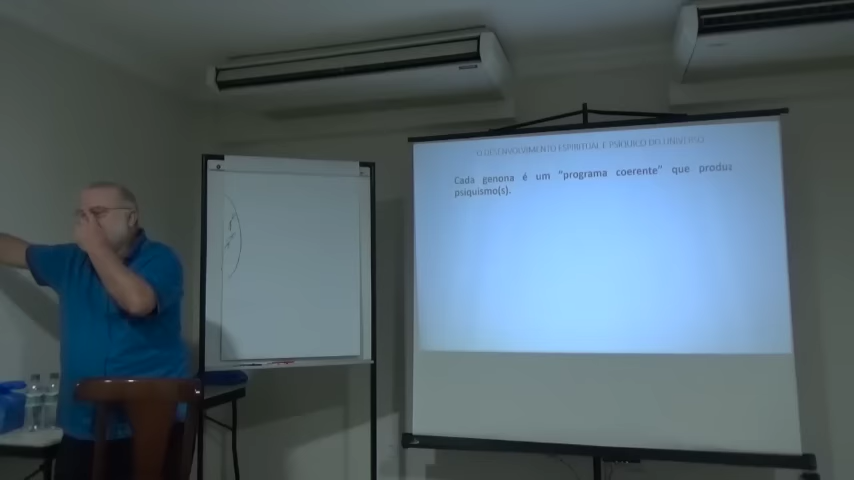 O DESENVOLVIMENTO ESPIRITUAL E PSÍQUICO DO UNIVERSO
Cada genona é um "programa coerente" que produz
psiquismo(s).